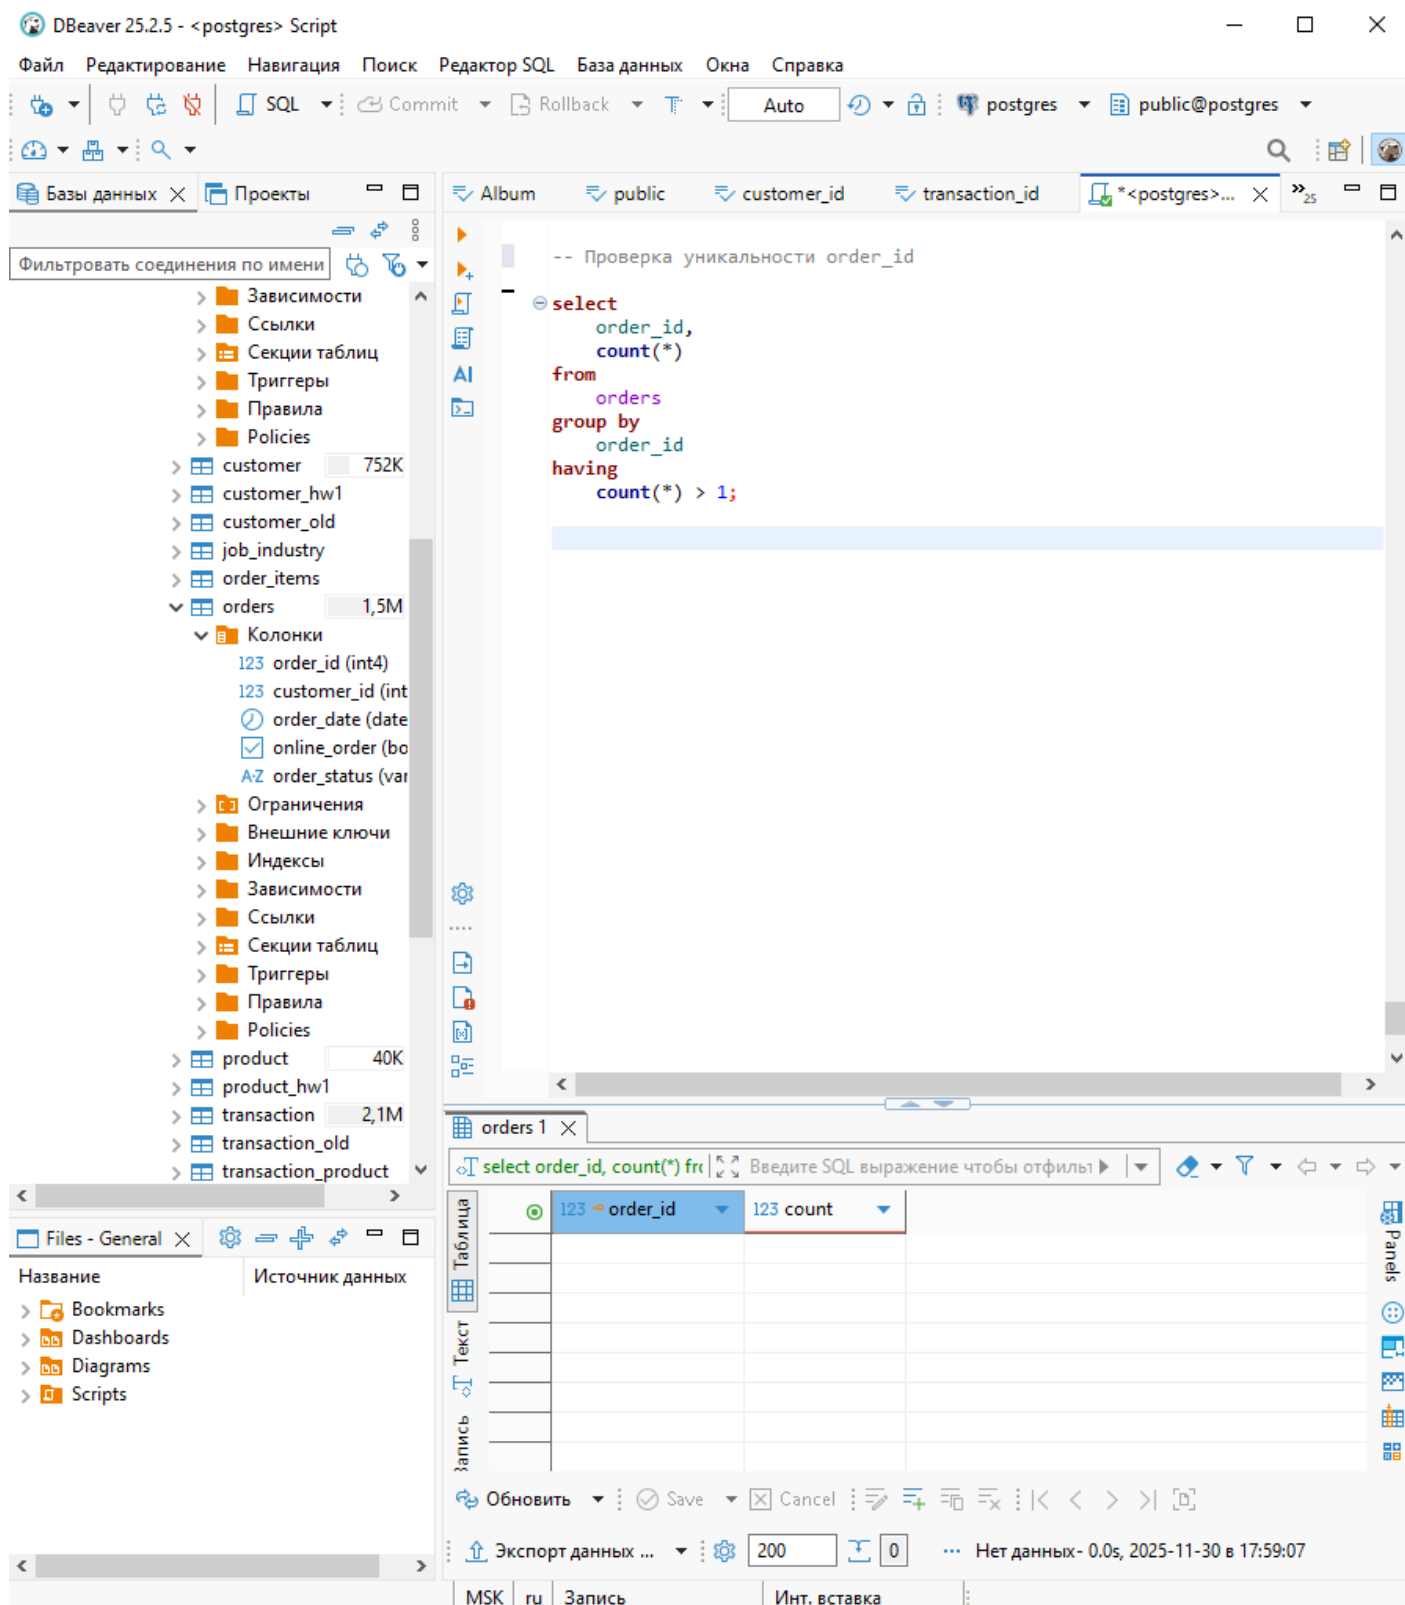 DBeaver 25.2.5 - <postgres> Script
Файл Редактирование Навигация Поиск Редактор SQL База данных Окна Справка
SQL Commit Rollback Auto postgres public@postgres
Базы данных Проекты
Album public customer_id transaction_id *<postgres>... »25
Фильтровать соединения по имени
Зависимости
Ссылки
Секции таблиц
Триггеры
Правила
Policies
customer 752K
customer_hw1
customer_old
job_industry
order_items
orders 1,5M
Колонки
123 order_id (int4)
123 customer_id (int
order_date (date
online_order (bo
A-Z order_status (var
Ограничения
Внешние ключи
Индексы
Зависимости
Ссылки
Секции таблиц
Триггеры
Правила
Policies
product 40K
product_hw1
transaction 2,1M
transaction_old
transaction_product
Files - General
Название Источник данных
Bookmarks
Dashboards
Diagrams
Scripts
AI
-- Проверка уникальности order_id
select
order_id,
count(*)
from
orders
group by
order_id
having
count(*) > 1;
orders 1
select order_id, count(*) fro Введите SQL выражение чтобы отфильт
Таблица
Текст
Запись
123 order_id 123 count
Panels
Обновить Save Cancel
Экспорт данных ... 200 0 ... Нет данных - 0.0s, 2025-11-30 в 17:59:07
MSK ru Запись Инт. вставка